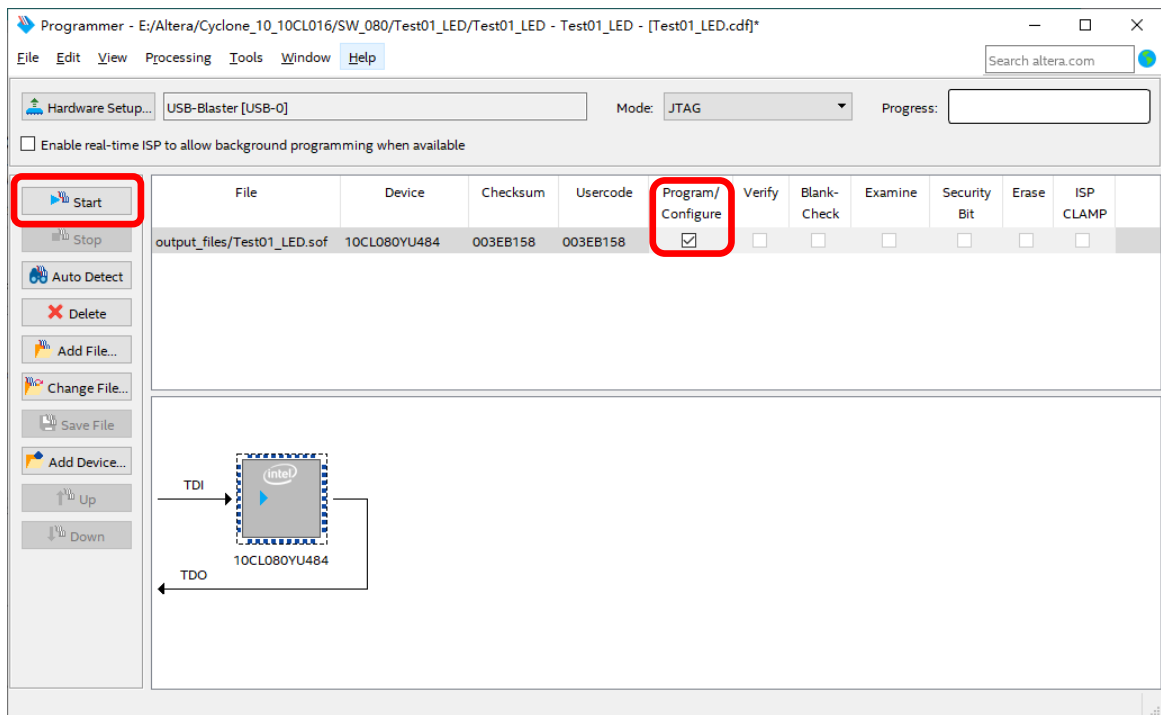 Programmer - E:/Altera/Cyclone_10_10CL016/SW_080/Test01_LED/Test01_LED - Test01_LED - [Test01_LED.cdf]*
File Edit View Processing Tools Window Help
Search altera.com
Hardware Setup... USB-Blaster [USB-0] Mode: JTAG Progress:
Enable real-time ISP to allow background programming when available
Start
Stop
Auto Detect
Delete
Add File...
Change File...
Save File
Add Device...
Up
Down
File Device Checksum Usercode Program/ Verify Blank- Examine Security Erase ISP
Configure Check Bit CLAMP
output_files/Test01_LED.sof 10CL080YU484 003EB158 003EB158
intel
TDI
10CL080YU484
TDO